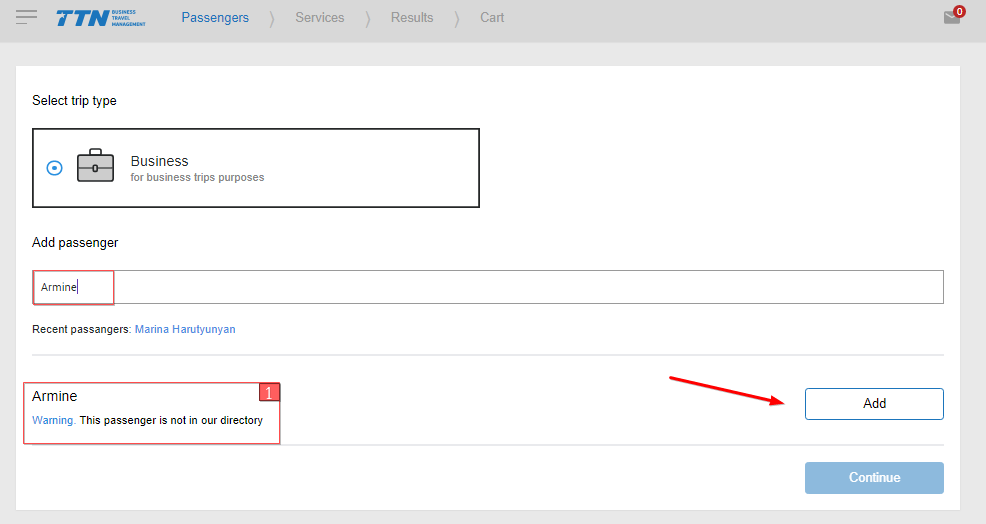 TTN BUSINESS TRAVEL MANAGEMENT
Passengers Services Results Cart
0
Select trip type
Business
for business trips purposes
Add passenger
Armine
Recent passangers: Marina Harutyunyan
Armine
1
Warning. This passenger is not in our directory
Add
Continue